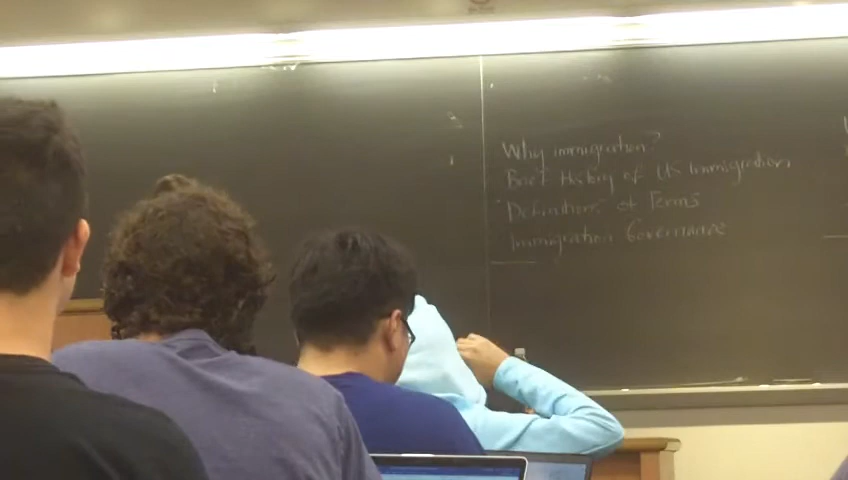 Why immigration?
Brief History of US Immigration
Definitions of Terms
Immigration Governance